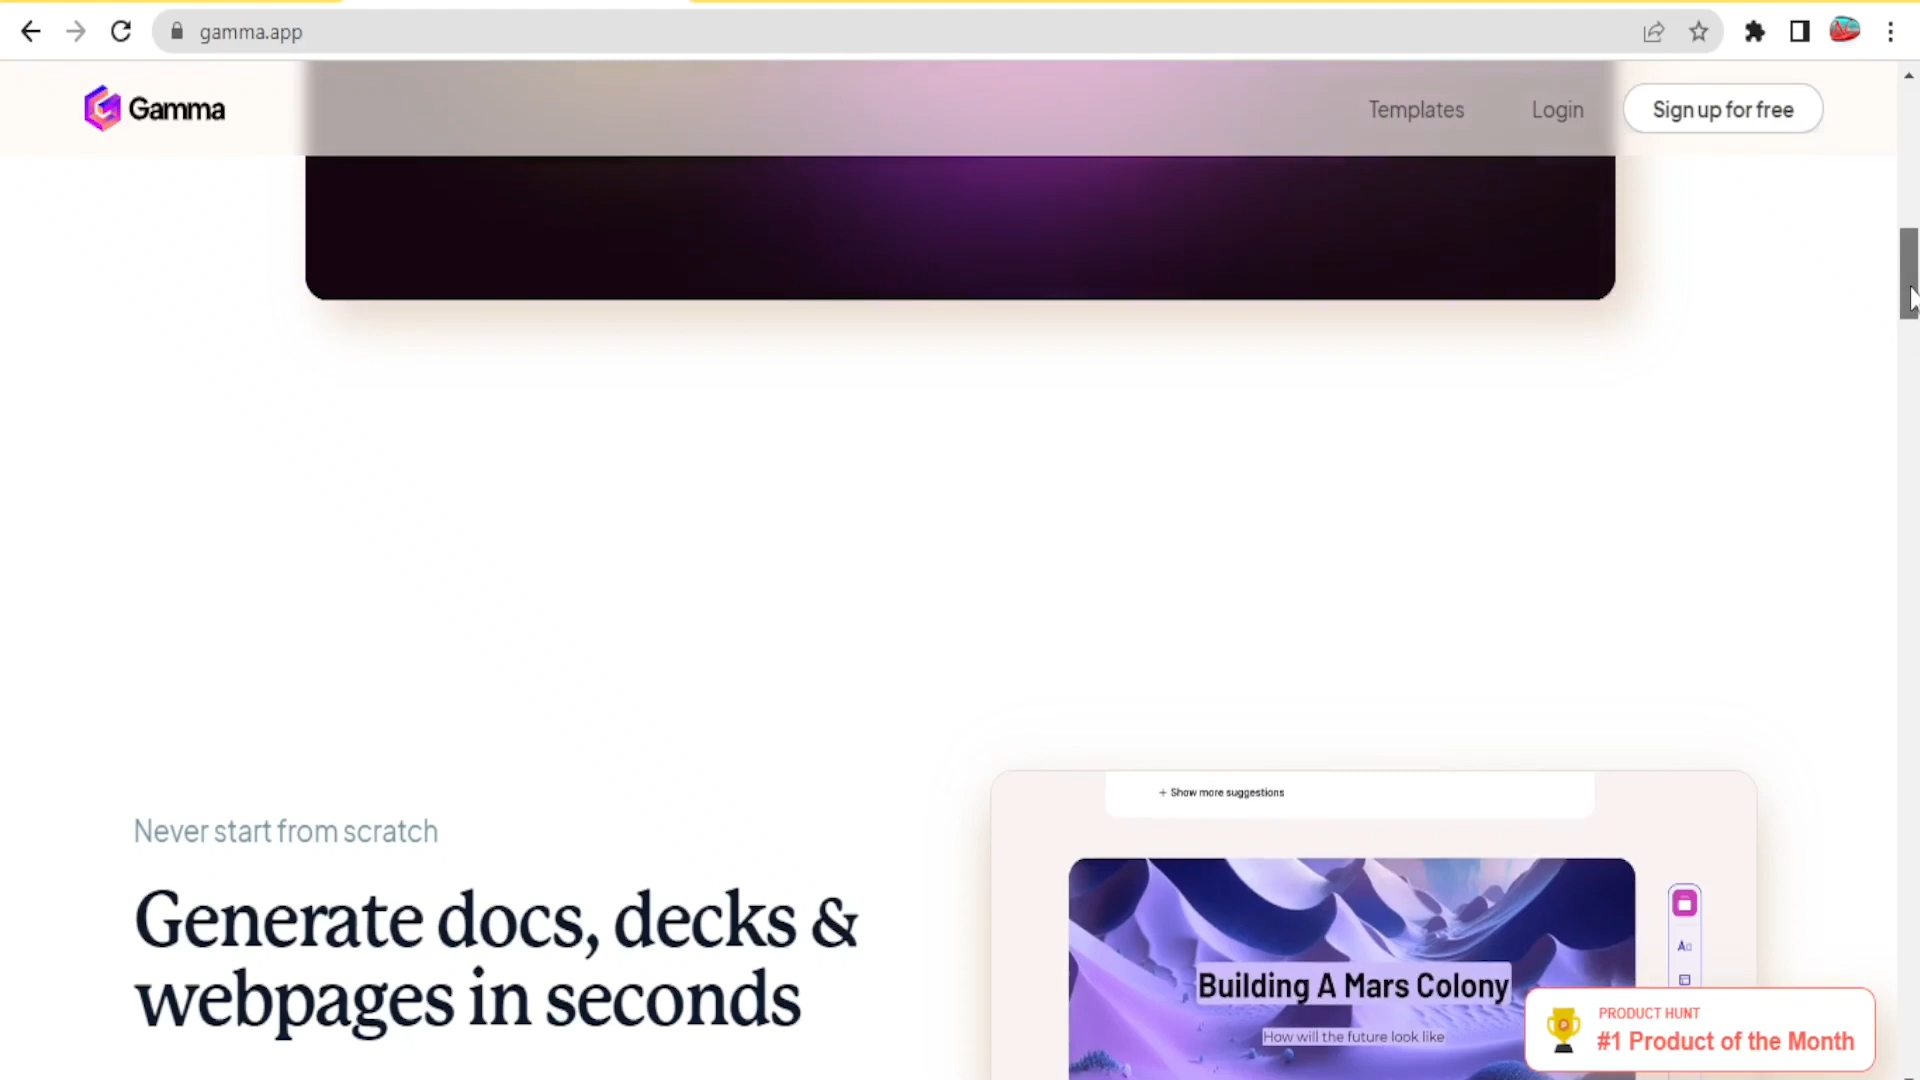 gamma.app
Gamma
Templates
Login
Sign up for free
Never start from scratch
Generate docs, decks &
webpages in seconds
+ Show more suggestions
Building A Mars Colony
How will the future look like
Aa
PRODUCT HUNT
#1 Product of the Month